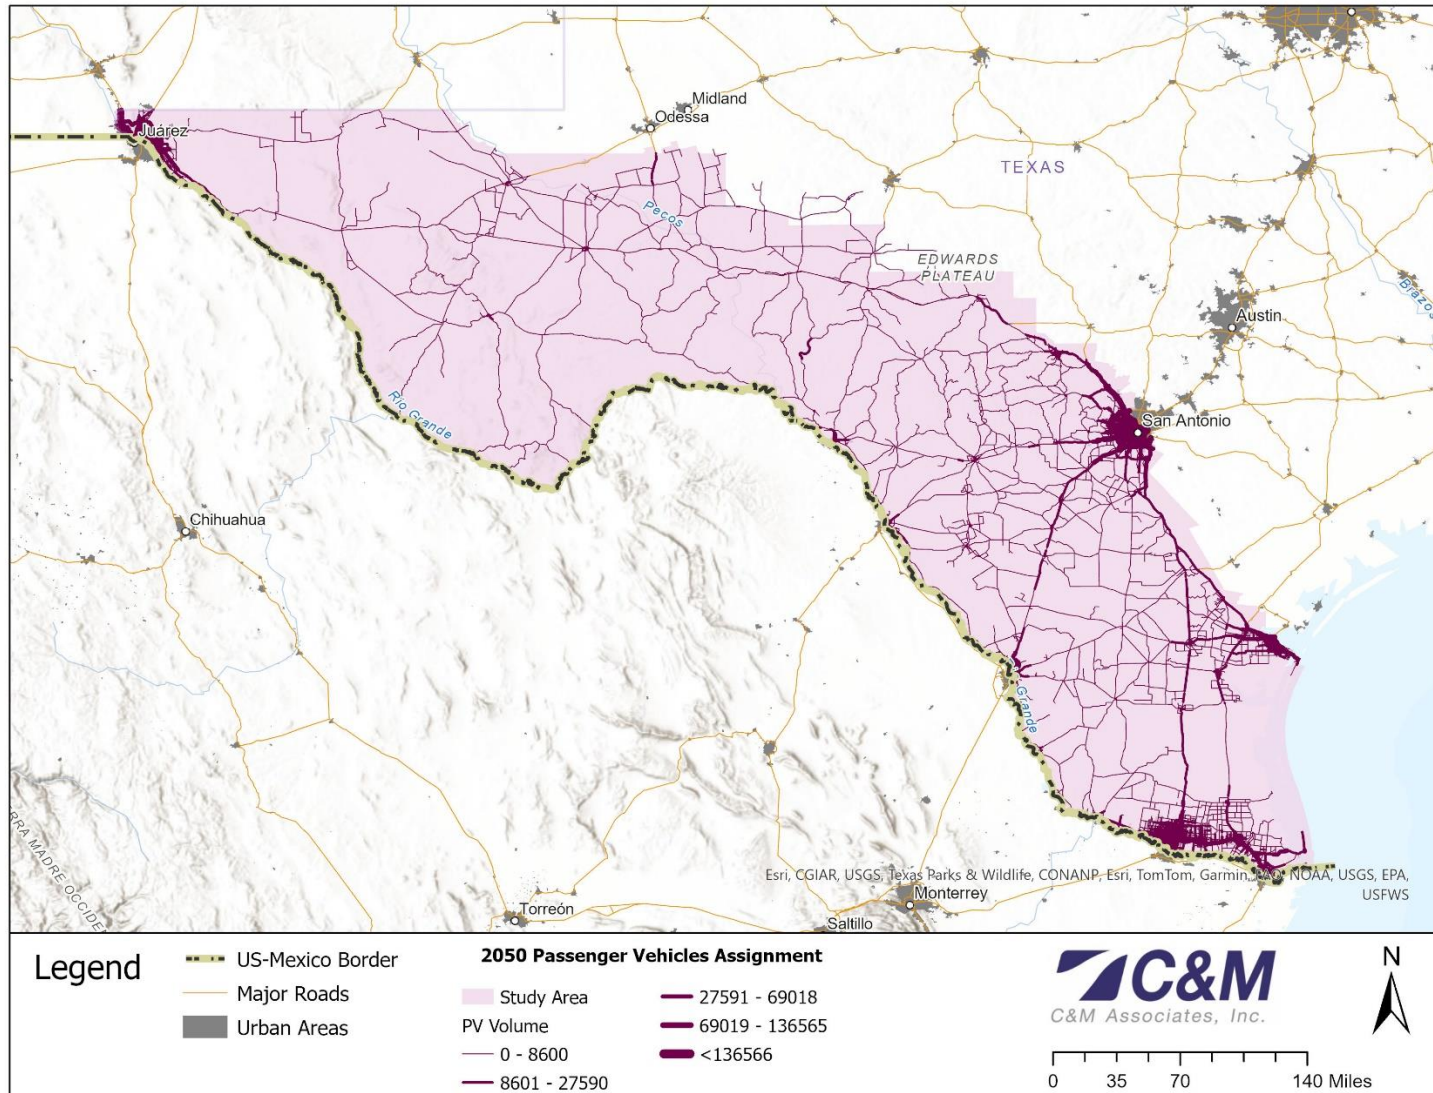 Midland
Odessa
Juárez
TEXAS
Pecos
EDWARDS
PLATEAU
Brazos
Austin
San Antonio
Rio Grande
Chihuahua
Grande
Esri, CGIAR, USGS, Texas Parks & Wildlife, CONANP, Esri, TomTom, Garmin, FAO, NOAA, USGS, EPA,
USFWS
Monterrey
Torreón
Saltillo
Legend
US-Mexico Border
Major Roads
Urban Areas
2050 Passenger Vehicles Assignment
Study Area
PV Volume
0 - 8600
8601 - 27590
27591 - 69018
69019 - 136565
<136566
C&M
C&M Associates, Inc.
N
0 35 70 140 Miles